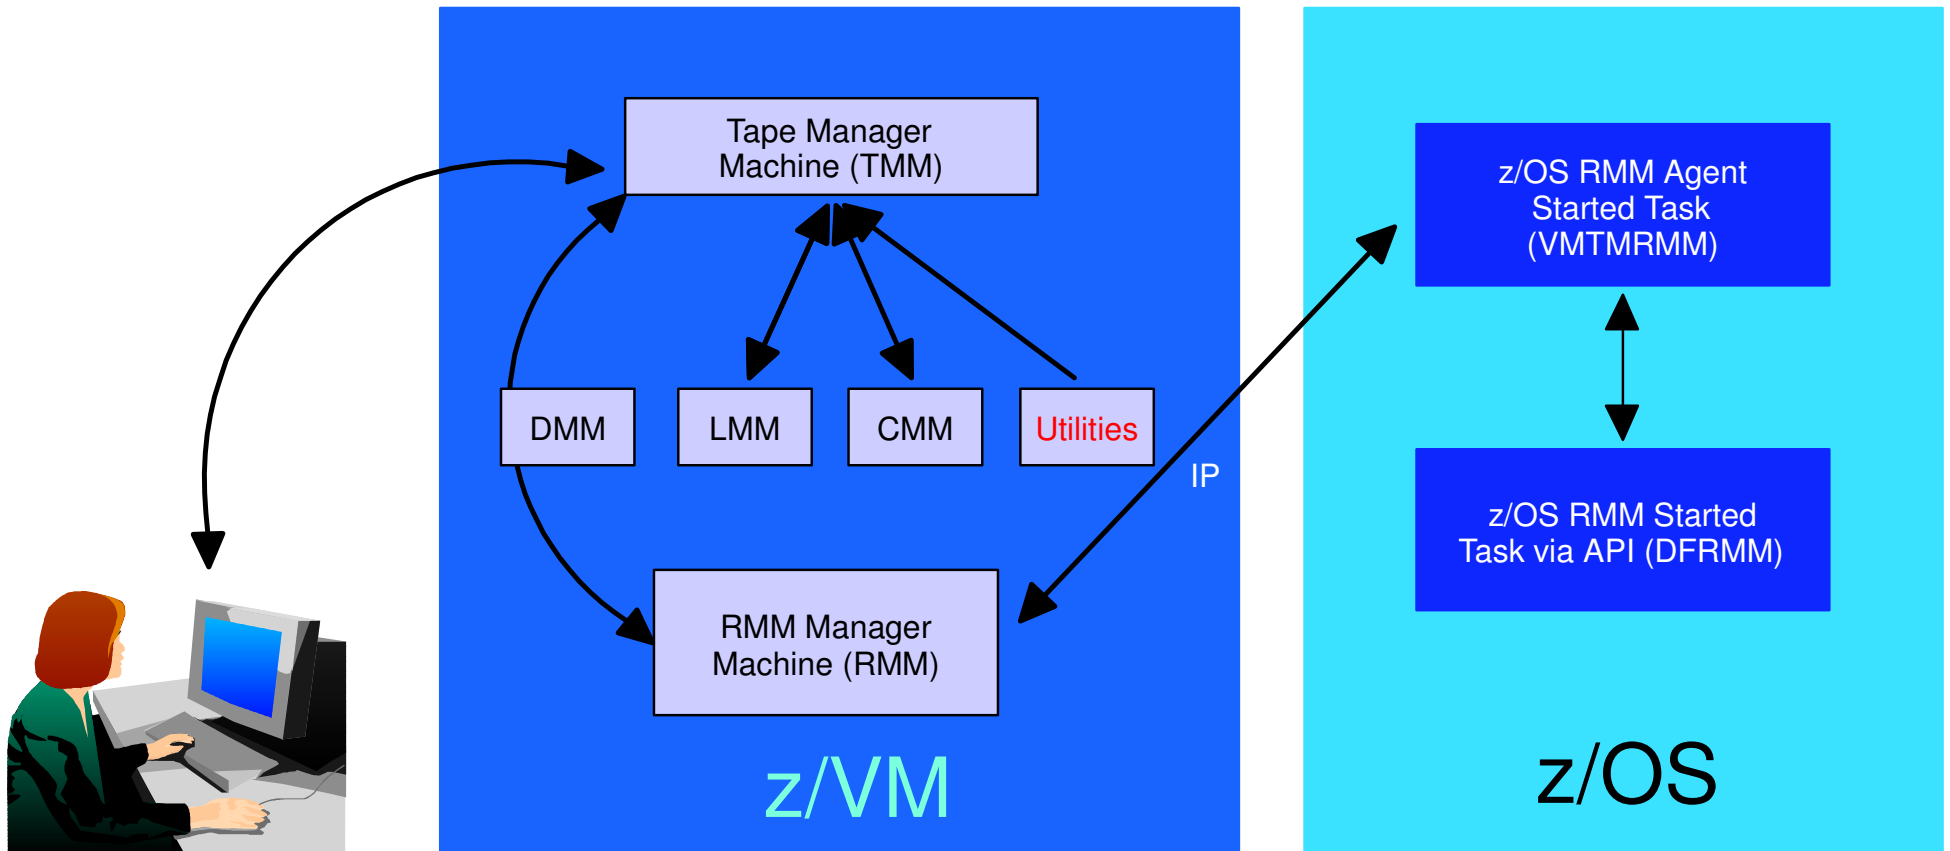 Tape Manager
Machine (TMM)
DMM
LMM
CMM
Utilities
IP
RMM Manager
Machine (RMM)
z/VM
z/OS RMM Agent
Started Task
(VMTMRMM)
z/OS RMM Started
Task via API (DFRMM)
z/OS